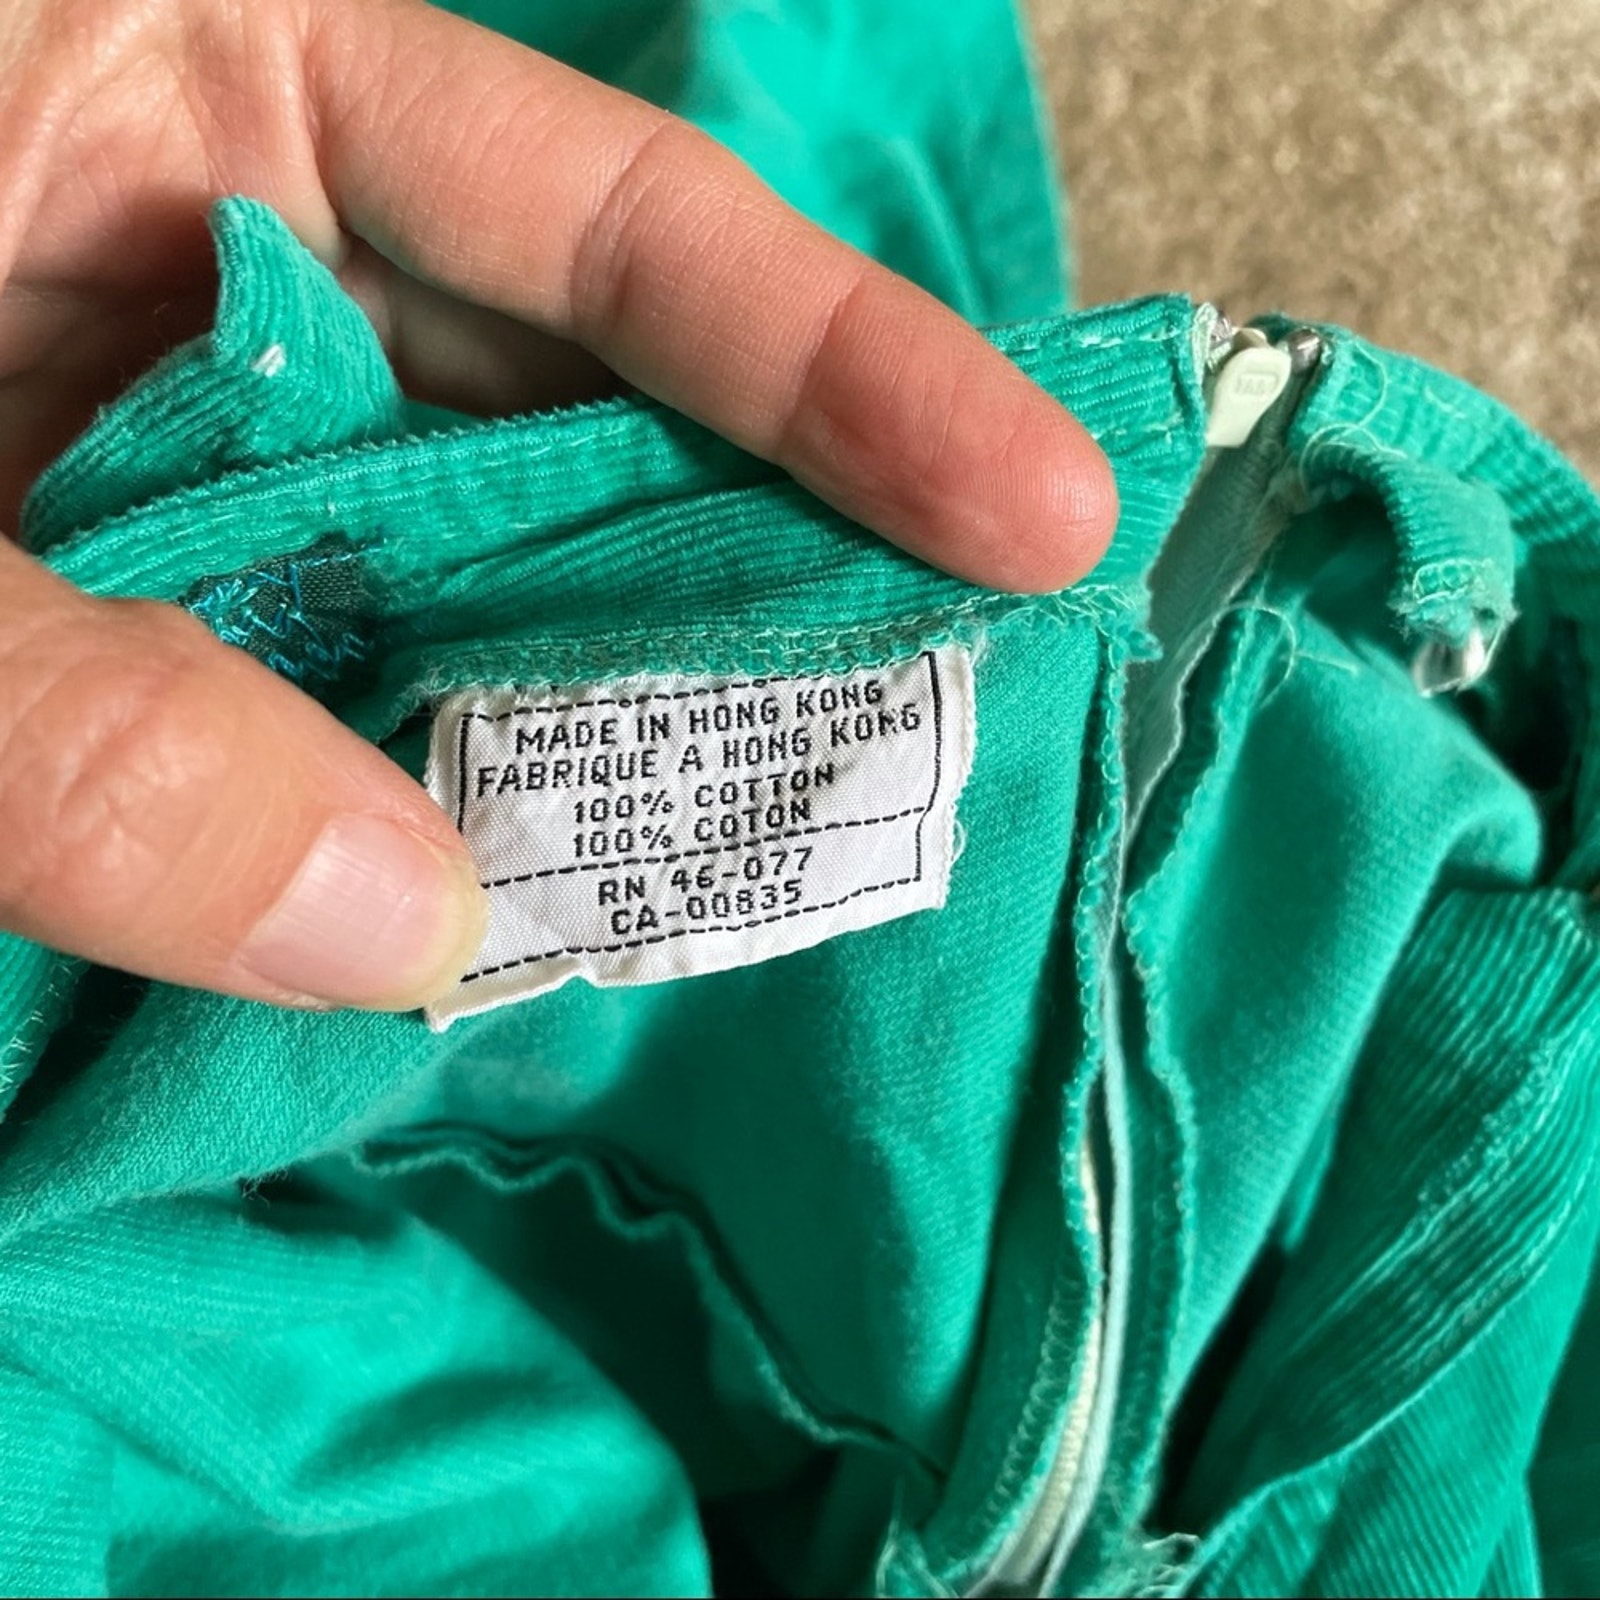 MADE IN HONG KONG
FABRIQUE A HONG KONG
100% COTTON
100% COTON
RN 46-077
CA-00835